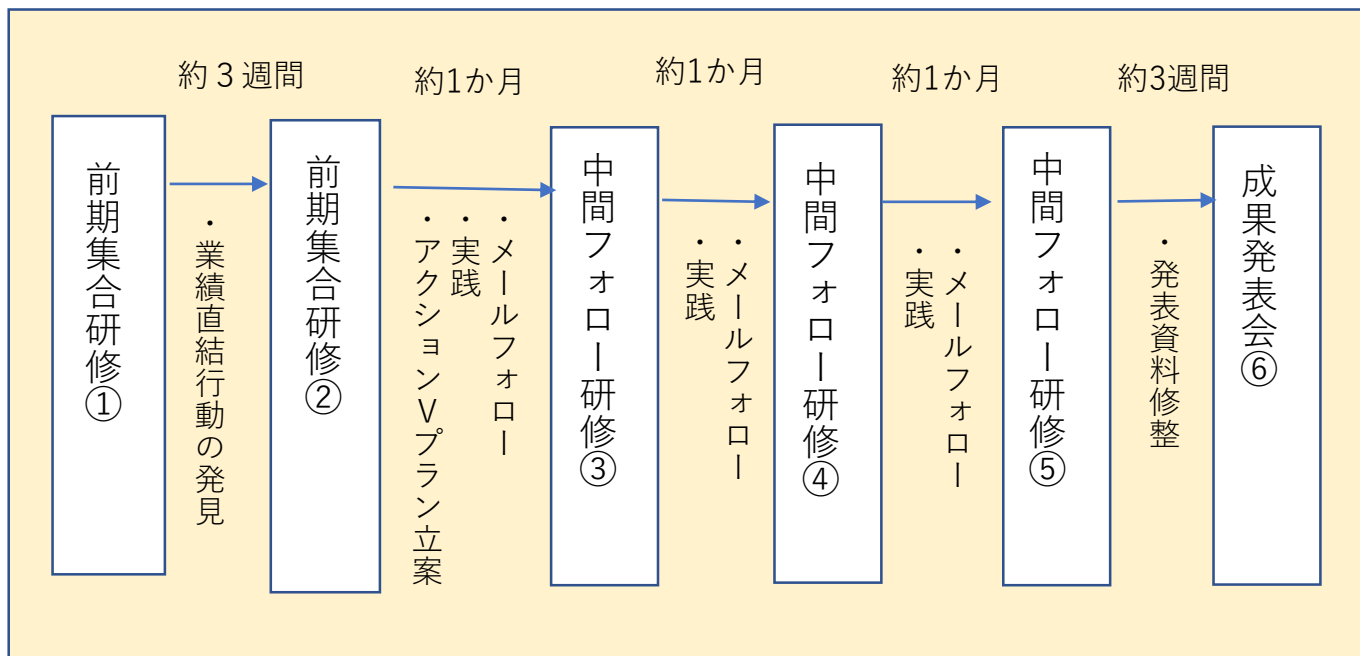 約３週間
約1か月
約1か月
約1か月
約3週間
前期集合研修①
・業績直結行動の発見
前期集合研修②
・メールフォロー
・実践
・アクションVプラン立案
中間フォロー研修③
・メールフォロー
・実践
中間フォロー研修④
・メールフォロー
・実践
中間フォロー研修⑤
・発表資料修整
成果発表会⑥